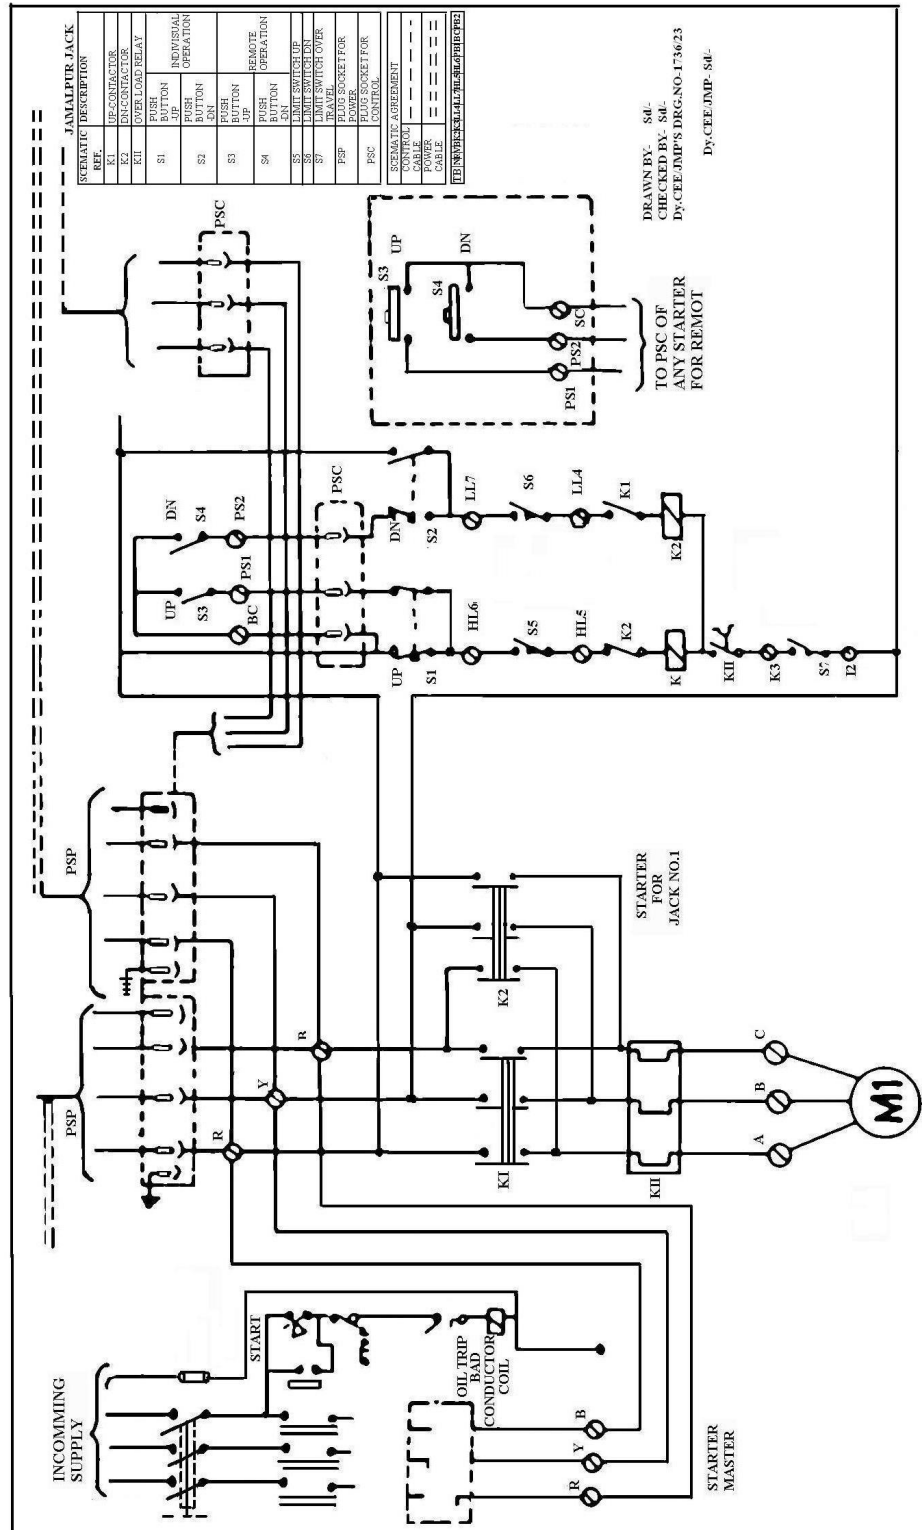 JAMALPUR JACK
SCEMATIC REF. DESCRIPTION
K1 UP-CONTACTOR
K2 DN-CONTACTOR
KII OVER LOAD RELAY
S1 PUSH BUTTON -UP
INDIVISUAL OPERATION
S2 PUSH BUTTON -DN
S3 PUSH BUTTON -UP
REMOTE OPERATION
S4 PUSH BUTTON -DN
S5 LIMIT SWITCH UP
S6 LIMIT SWITCH DN
S7 LIMIT SWITCH OVER TRAVEL
PSP PLUG SOCKET FOR POWER
PSC PLUG SOCKET FOR CONTROL
SCEMATIC AGREEMENT
CONTROL CABLE
POWER CABLE
DRAWN BY- Sd/-
CHECKED BY- Sd/-
Dy.CEE/JMP'S DRG.NO-1736/23
Dy.CEE/JMP- Sd/-
INCOMMING
SUPPLY
START
OIL TRIP
BAD
CONDUCTOR
COIL
R
Y
B
STARTER
MASTER
PSP
PSP
R
Y
B
K1
K2
KII
A
B
C
M1
STARTER
FOR
JACK NO.1
UP
DN
S3
S4
BC
PS1
PS2
PSC
UP
S1
DN
S2
HL6
LL7
S5
S6
HL5
LL4
K2
K1
K
K2
KII
K3
S7
I2
PSC
S3
UP
S4
DN
PS1
PS2
SC
TO PSC OF
ANY STARTER
FOR REMOT